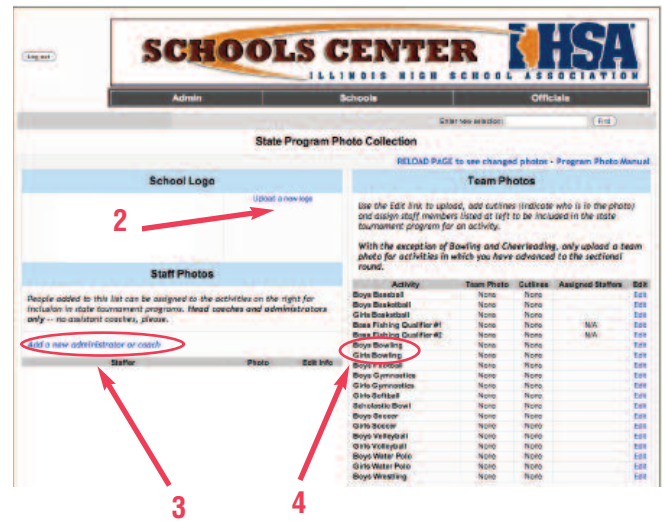 Log out
SCHOOLS CENTER
IHSA
ILLINOIS HIGH SCHOOL ASSOCIATION
Admin Schools Officials
Enter new selection: Find
State Program Photo Collection
RELOAD PAGE to see changed photos - Program Photo Manual
School Logo
Upload a new logo
2
Staff Photos
People added to this list can be assigned to the activities on the right for
inclusion in state tournament programs. Head coaches and administrators
only -- no assistant coaches, please.
Add a new administrator or coach
Staffer Photo Edit Info
3
Team Photos
Use the Edit link to upload, add cutlines (indicate who is in the photo)
and assign staff members listed at left to be included in the state
tournament program for an activity.
With the exception of Bowling and Cheerleading, only upload a team
photo for activities in which you have advanced to the sectional
round.
Activity Team Photo Cutlines Assigned Staffers Edit
Boys Baseball None None Edit
Boys Basketball None None Edit
Girls Basketball None None Edit
Bass Fishing Qualifier #1 None None N/A Edit
Bass Fishing Qualifier #2 None None N/A Edit
Boys Bowling None None Edit
Girls Bowling None None Edit
Boys Football None None Edit
Boys Gymnastics None None Edit
Girls Gymnastics None None Edit
Girls Softball None None Edit
Scholastic Bowl None None Edit
Boys Soccer None None Edit
Girls Soccer None None Edit
Boys Volleyball None None Edit
Girls Volleyball None None Edit
Boys Water Polo None None Edit
Girls Water Polo None None Edit
Boys Wrestling None None Edit
4